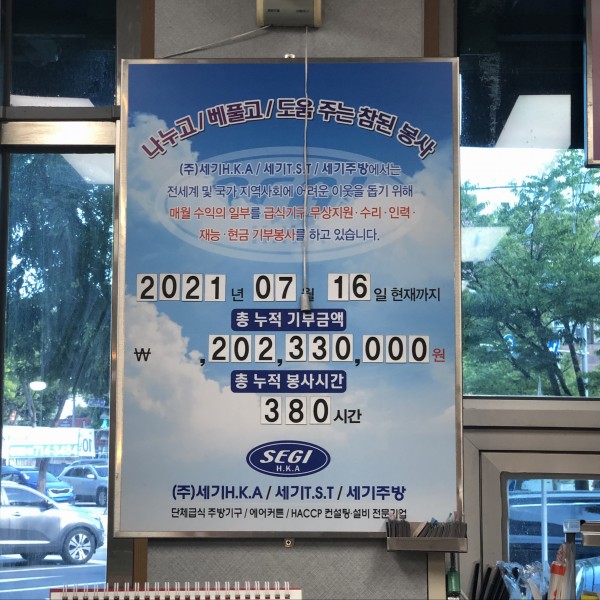 나누고/베풀고/도움 주는 참된 봉사
(주)세기H.K.A / 세기T.S.T / 세기주방에서는
전세계 및 국가 지역사회에 어려운 이웃을 돕기 위해
매월 수익의 일부를 급식기구 무상지원·수리·인력·
재능·현금 기부봉사를 하고 있습니다.
2021 년 07 월 16 일 현재까지
총 누적 기부금액
₩ ,202,330,000 원
총 누적 봉사시간
380 시간
SEGI
H.K.A
(주)세기H.K.A / 세기T.S.T / 세기주방
단체급식 주방기구 / 에어커튼 / HACCP 컨설팅·설비 전문기업